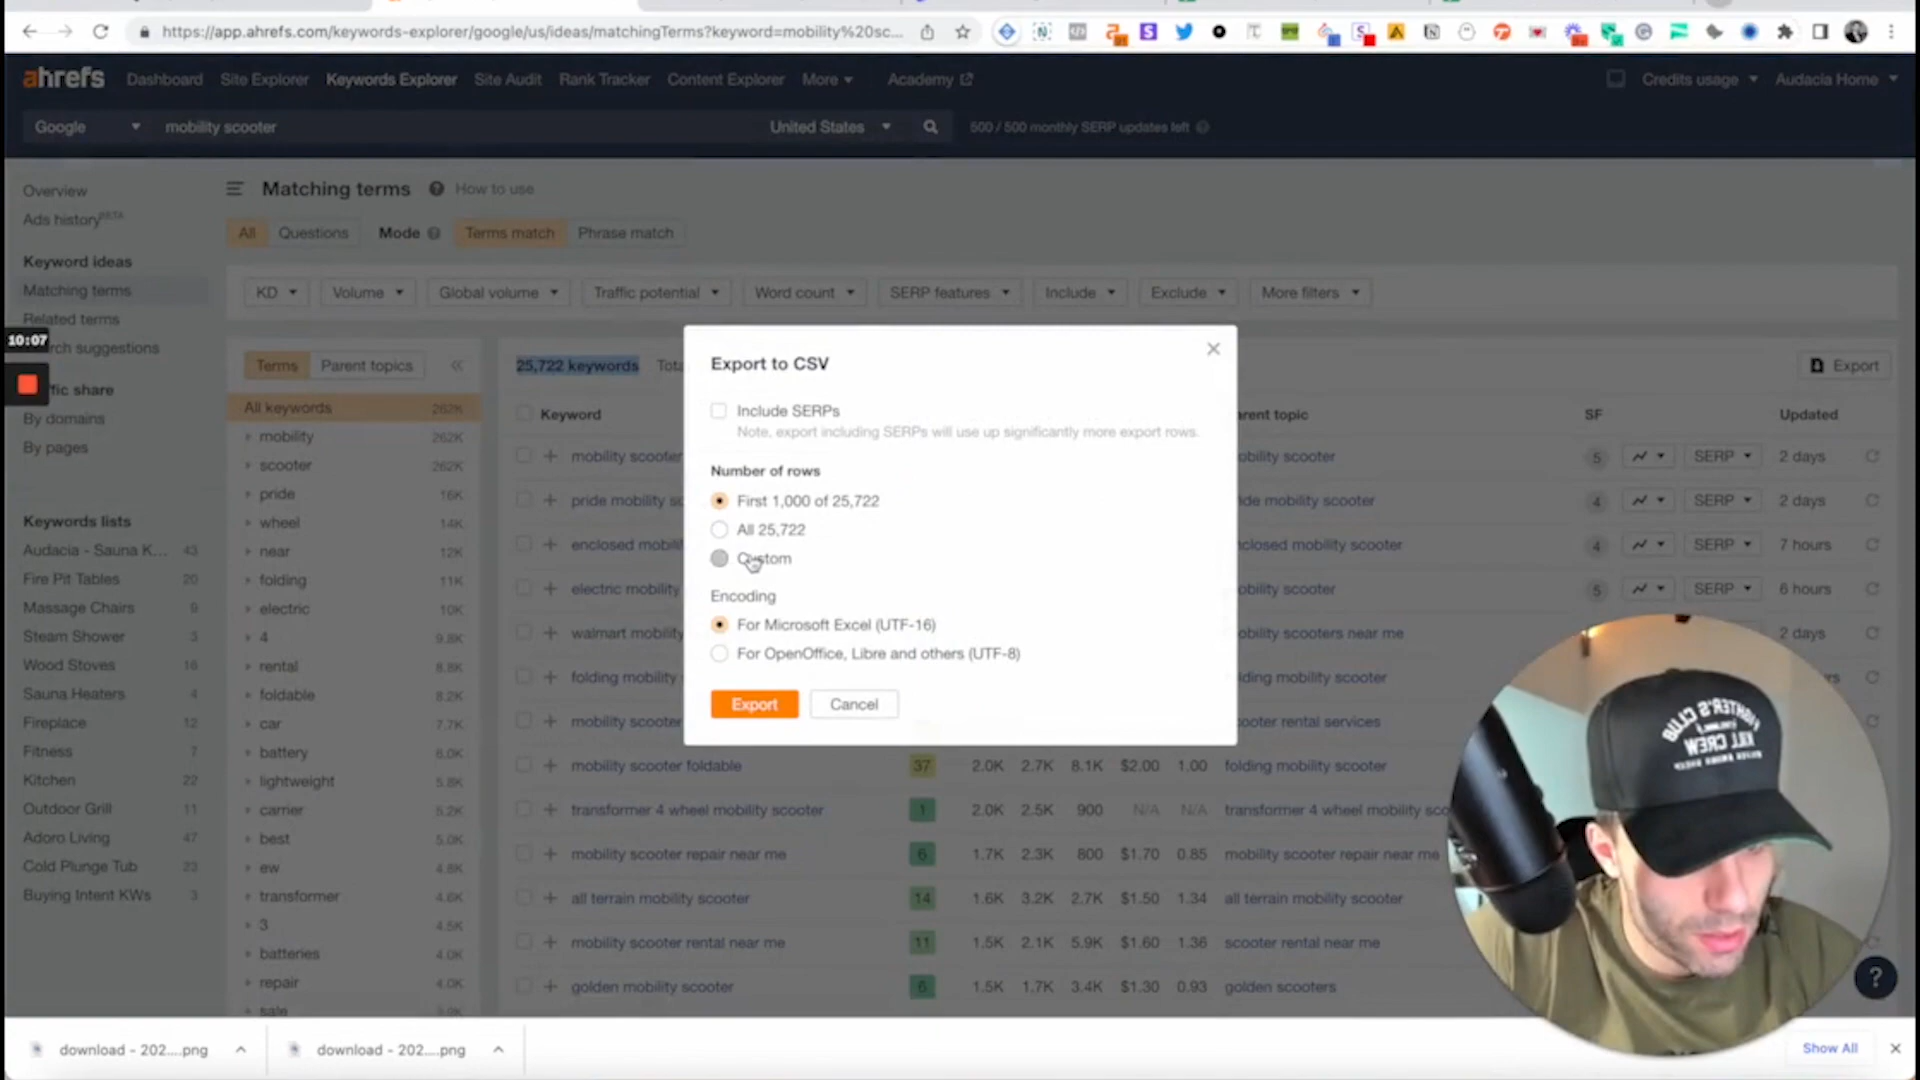 https://app.ahrefs.com/keywords-explorer/google/us/ideas/matchingTerms?keyword=mobility%20sc...
ahrefs Dashboard Site Explorer Keywords Explorer Site Audit Rank Tracker Content Explorer More Academy Credits usage Audacia Home
Google mobility scooter United States 500 / 500 monthly SERP updates left
Overview
Matching terms How to use
Ads history BETA
All Questions Mode Terms match Phrase match
Keyword ideas
Matching terms
KD Volume Global volume Traffic potential Word count SERP features Include Exclude More filters
Related terms
10:07
rch suggestions
Terms Parent topics 25,722 keywords Tota
Export to CSV
Export
fic share
By domains
By pages
All keywords 262K
mobility 262K
scooter 262K
pride 16K
wheel 14K
near 12K
folding 11K
electric 10K
4 9.8K
rental 8.8K
foldable 8.2K
car 7.7K
battery 6.0K
lightweight 5.8K
carrier 5.2K
best 5.0K
ew 4.8K
transformer 4.6K
3 4.5K
batteries 4.0K
repair 4.0K
sale
Keywords lists
Audacia - Sauna K... 43
Fire Pit Tables 20
Massage Chairs 9
Steam Shower 3
Wood Stoves 16
Sauna Heaters 4
Fireplace 12
Fitness 7
Kitchen 22
Outdoor Grill 11
Adoro Living 47
Cold Plunge Tub 23
Buying Intent KWs 3
Include SERPs
Note, export including SERPs will use up significantly more export rows.
Number of rows
First 1,000 of 25,722
All 25,722
Custom
Encoding
For Microsoft Excel (UTF-16)
For OpenOffice, Libre and others (UTF-8)
Export Cancel
Keyword arent topic SF Updated
mobility scooter obility scooter 5 SERP 2 days
pride mobility sc ide mobility scooter 4 SERP 2 days
enclosed mobili closed mobility scooter 4 SERP 7 hours
electric mobility obility scooter 5 SERP 6 hours
walmart mobility obility scooters near me 2 days
folding mobility lding mobility scooter
mobility scooter ooter rental services
mobility scooter foldable 37 2.0K 2.7K 8.1K $2.00 1.00 folding mobility scooter
transformer 4 wheel mobility scooter 1 2.0K 2.5K 900 N/A N/A transformer 4 wheel mobility sco
mobility scooter repair near me 6 1.7K 2.3K 800 $1.70 0.85 mobility scooter repair near me
all terrain mobility scooter 14 1.6K 3.2K 2.7K $1.50 1.34 all terrain mobility scooter
mobility scooter rental near me 11 1.5K 2.1K 5.9K $1.60 1.36 scooter rental near me
golden mobility scooter 6 1.5K 1.7K 3.4K $1.30 0.93 golden scooters
FIGHTER'S CLUB
KILL CREW
download - 202....png download - 202....png Show All